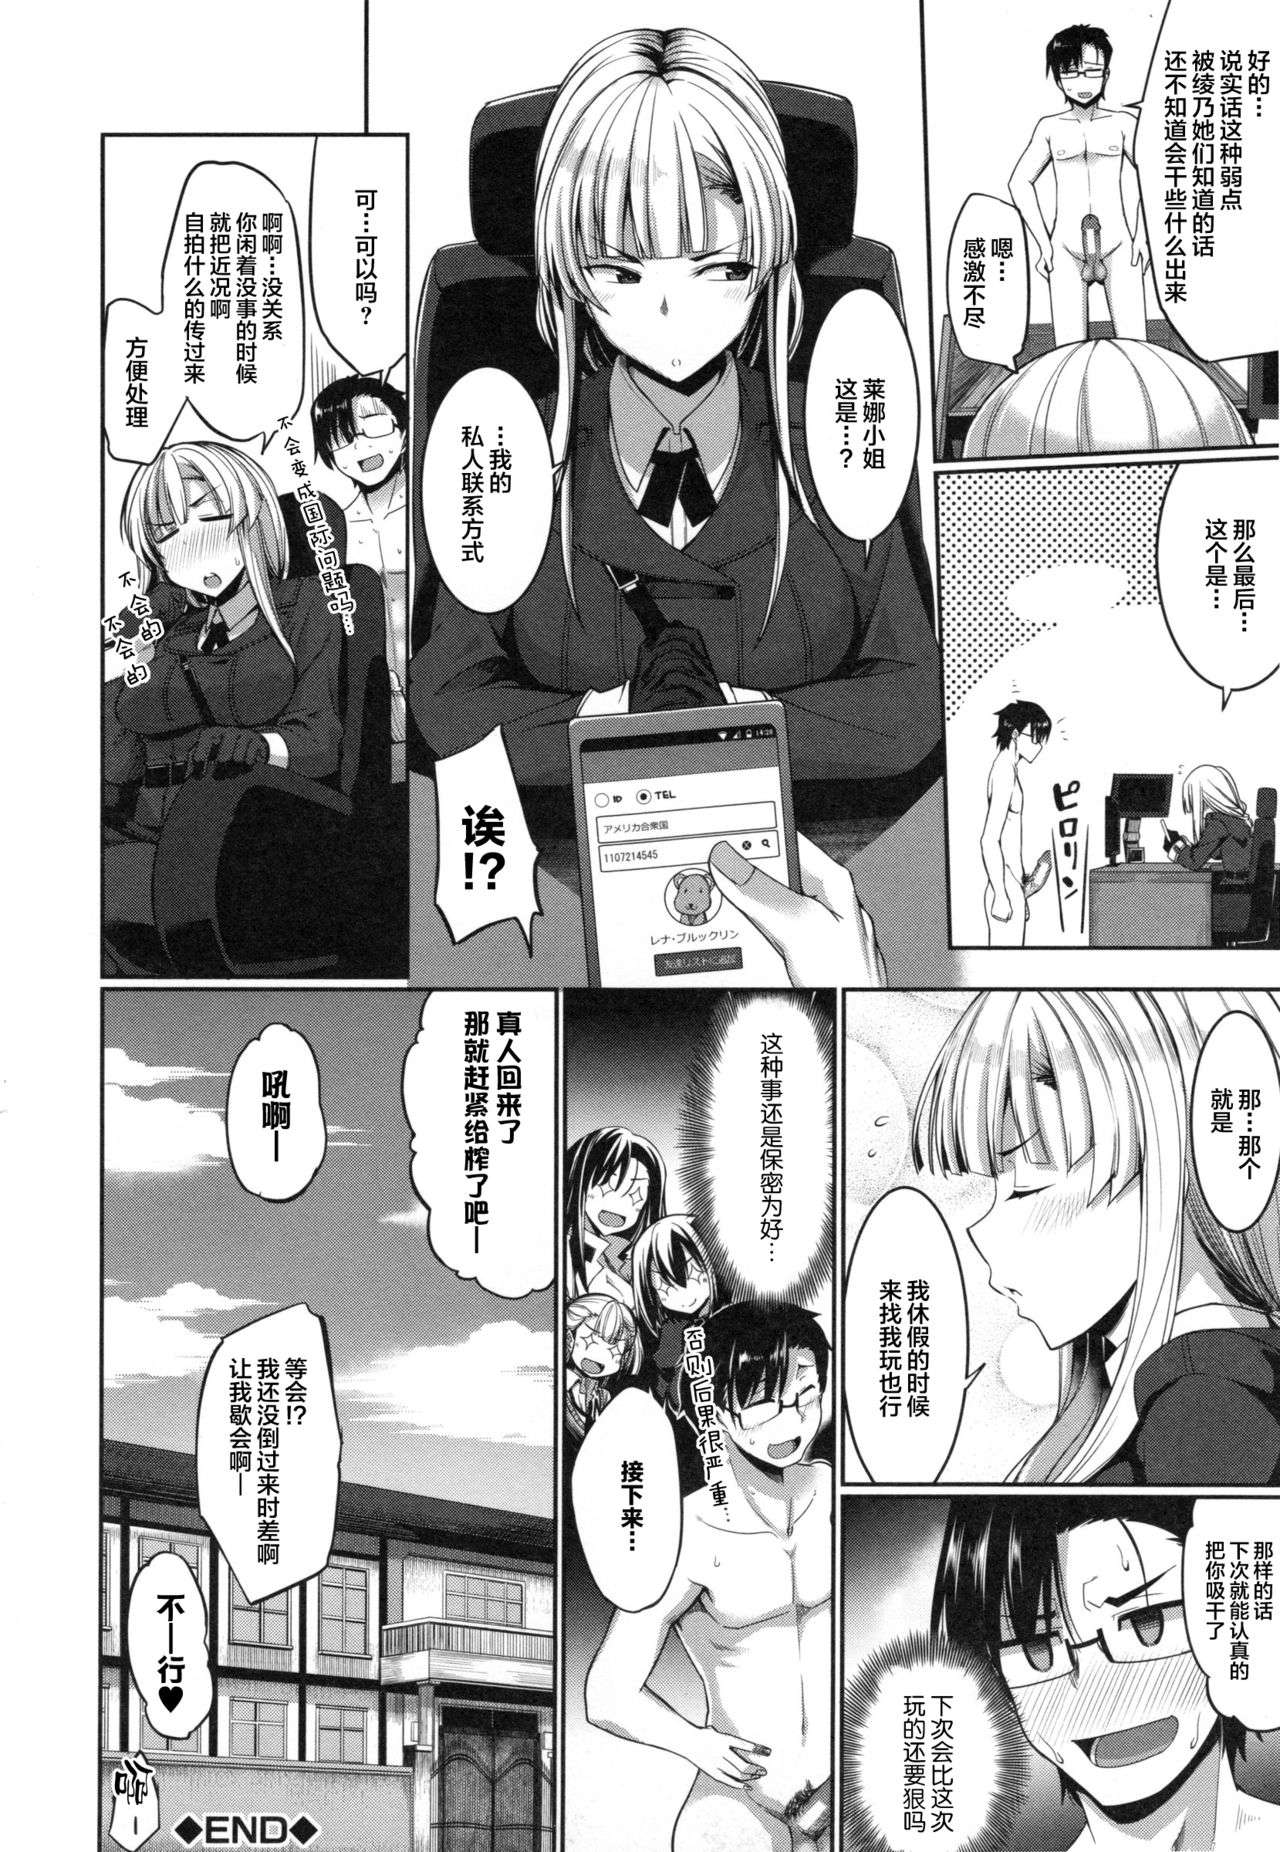 好的…
说实话这种弱点
被绫乃她们知道的话
还不知道会干些什么出来
嗯…
感激不尽
那么最后…
这个是…
ピロリン
莱娜小姐
这是…?
…我的
私人联系方式
诶!?
14:28
ID
TEL
アメリカ合衆国
1107214545
レナ・ブルックリン
友達リストに追加
可…可以吗?
啊啊…没关系
你闲着没事的时候
就把近况啊
自拍什么的传过来
方便处理
不会变成国际问题吗…
不会的
不会的
那…那个
就是
我休假的时候
来找我玩也行
那样的话
下次就能认真的
把你吸干了
下次会比这次
玩的还要狠吗
这种事还是保密为好…
否则后果很严重…
接下来…
真人回来了
那就赶紧给榨了吧—
吼啊—
等会!?
我还没倒过来时差啊
让我歇会啊—
不—行♥
◆END◆